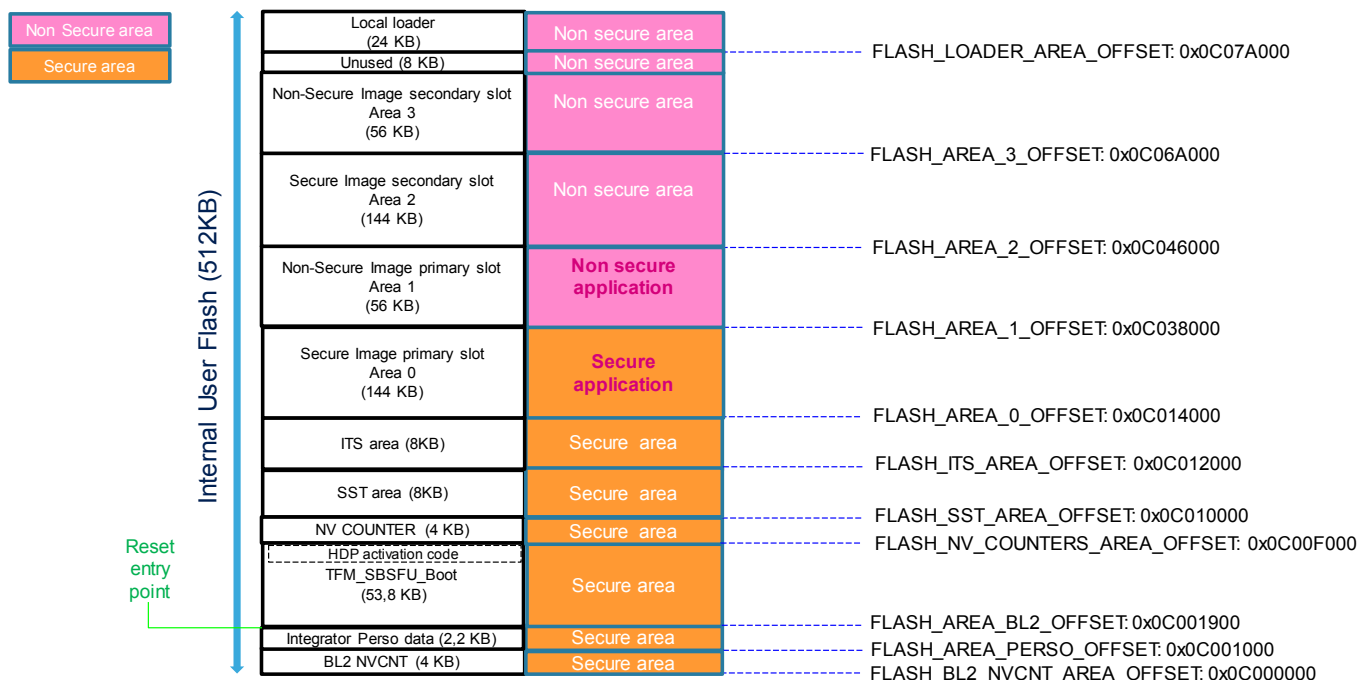 Non Secure area
Secure area
Internal User Flash (512KB)
Reset
entry
point
Local loader
(24 KB)
Non secure area
FLASH_LOADER_AREA_OFFSET: 0x0C07A000
Unused (8 KB)
Non secure area
Non-Secure Image secondary slot
Area 3
(56 KB)
Non secure area
FLASH_AREA_3_OFFSET: 0x0C06A000
Secure Image secondary slot
Area 2
(144 KB)
Non secure area
FLASH_AREA_2_OFFSET: 0x0C046000
Non-Secure Image primary slot
Area 1
(56 KB)
Non secure
application
FLASH_AREA_1_OFFSET: 0x0C038000
Secure Image primary slot
Area 0
(144 KB)
Secure
application
FLASH_AREA_0_OFFSET: 0x0C014000
ITS area (8KB)
Secure area
FLASH_ITS_AREA_OFFSET: 0x0C012000
SST area (8KB)
Secure area
FLASH_SST_AREA_OFFSET: 0x0C010000
NV COUNTER (4 KB)
Secure area
FLASH_NV_COUNTERS_AREA_OFFSET: 0x0C00F000
HDP activation code
TFM_SBSFU_Boot
(53,8 KB)
Secure area
FLASH_AREA_BL2_OFFSET: 0x0C001900
Integrator Perso data (2,2 KB)
Secure area
FLASH_AREA_PERSO_OFFSET: 0x0C001000
BL2 NVCNT (4 KB)
Secure area
FLASH_BL2_NVCNT_AREA_OFFSET: 0x0C000000